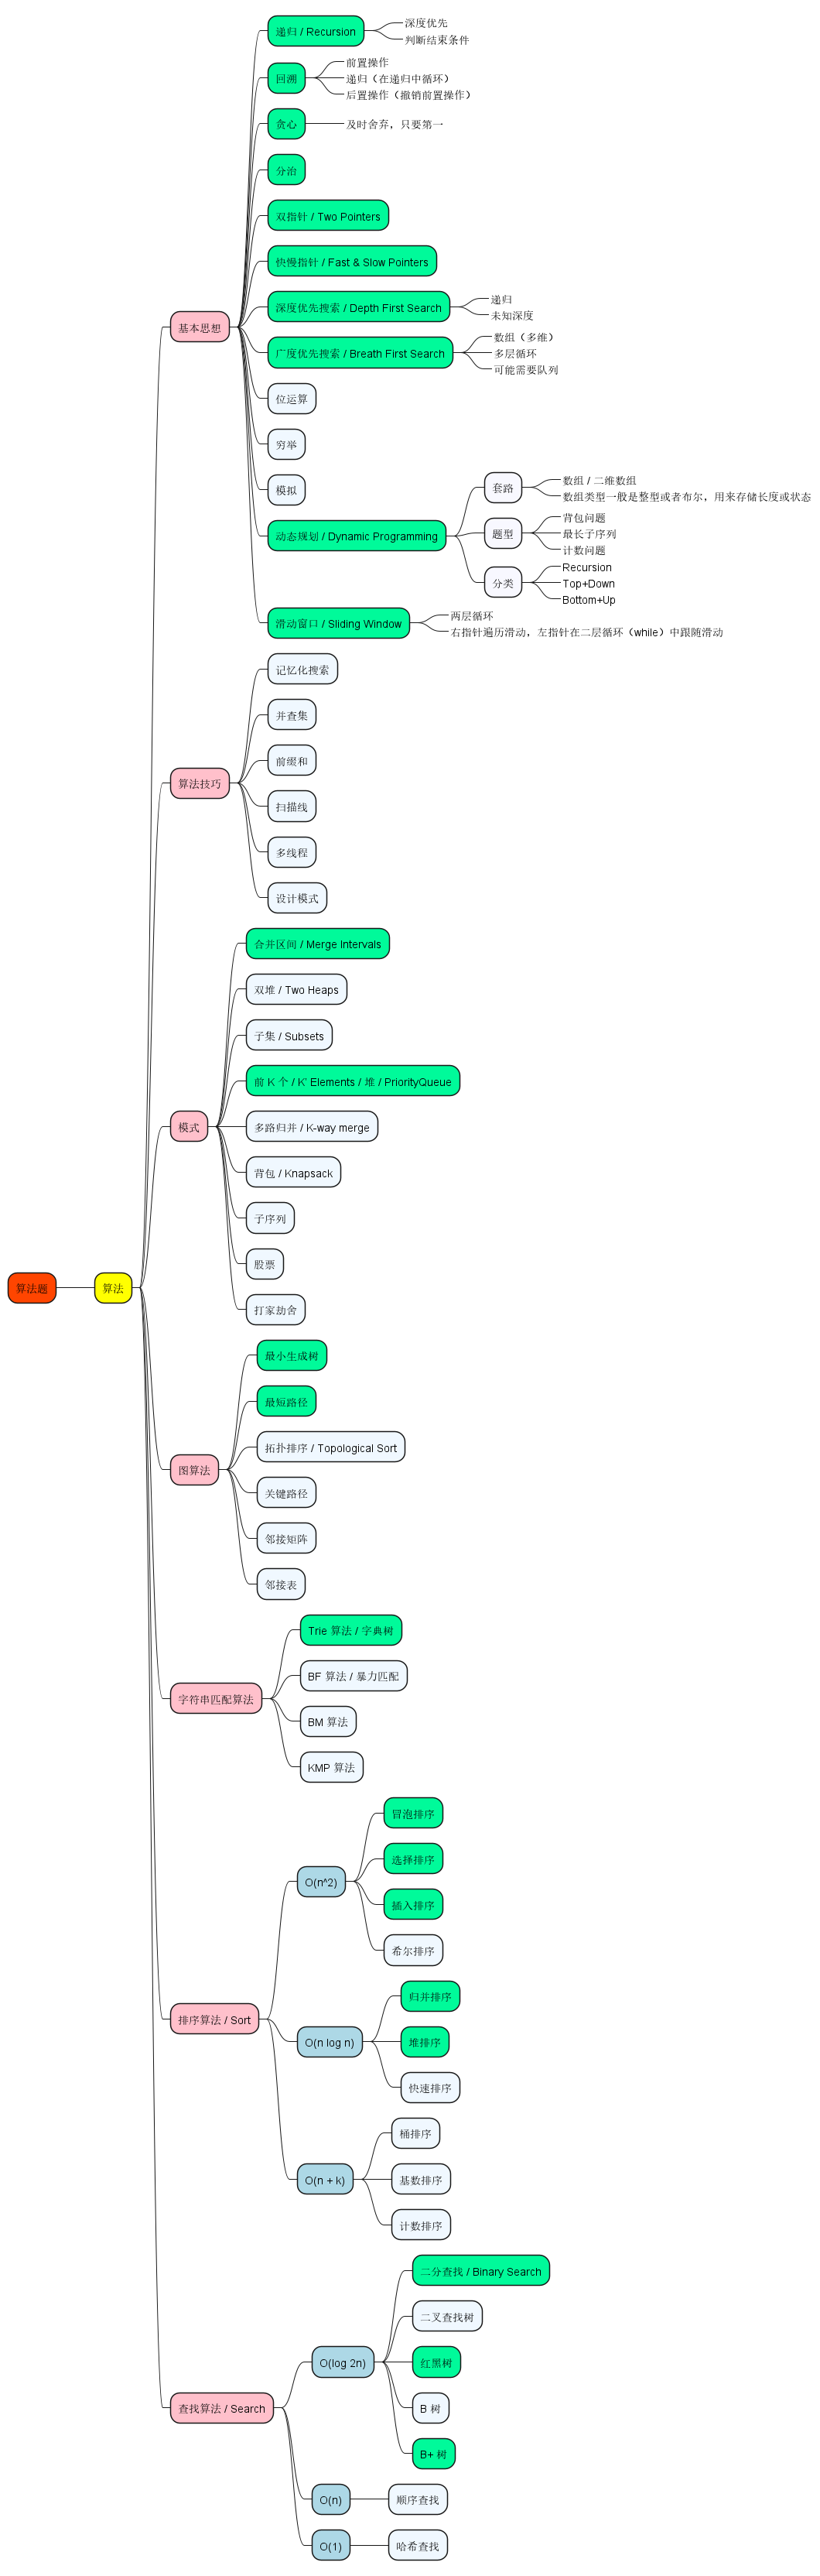 算法题
算法
基本思想
递归 / Recursion
深度优先
判断结束条件
回溯
前置操作
递归（在递归中循环）
后置操作（撤销前置操作）
贪心
及时舍弃，只要第一
分治
双指针 / Two Pointers
快慢指针 / Fast & Slow Pointers
深度优先搜索 / Depth First Search
递归
未知深度
广度优先搜索 / Breath First Search
数组（多维）
多层循环
可能需要队列
位运算
穷举
模拟
动态规划 / Dynamic Programming
套路
数组 / 二维数组
数组类型一般是整型或者布尔，用来存储长度或状态
题型
背包问题
最长子序列
计数问题
分类
Recursion
Top+Down
Bottom+Up
滑动窗口 / Sliding Window
两层循环
右指针遍历滑动，左指针在二层循环（while）中跟随滑动
算法技巧
记忆化搜索
并查集
前缀和
扫描线
多线程
设计模式
模式
合并区间 / Merge Intervals
双堆 / Two Heaps
子集 / Subsets
前 K 个 / K' Elements / 堆 / PriorityQueue
多路归并 / K-way merge
背包 / Knapsack
子序列
股票
打家劫舍
图算法
最小生成树
最短路径
拓扑排序 / Topological Sort
关键路径
邻接矩阵
邻接表
字符串匹配算法
Trie 算法 / 字典树
BF 算法 / 暴力匹配
BM 算法
KMP 算法
排序算法 / Sort
O(n^2)
冒泡排序
选择排序
插入排序
希尔排序
O(n log n)
归并排序
堆排序
快速排序
O(n + k)
桶排序
基数排序
计数排序
查找算法 / Search
O(log 2n)
二分查找 / Binary Search
二叉查找树
红黑树
B 树
B+ 树
O(n)
顺序查找
O(1)
哈希查找